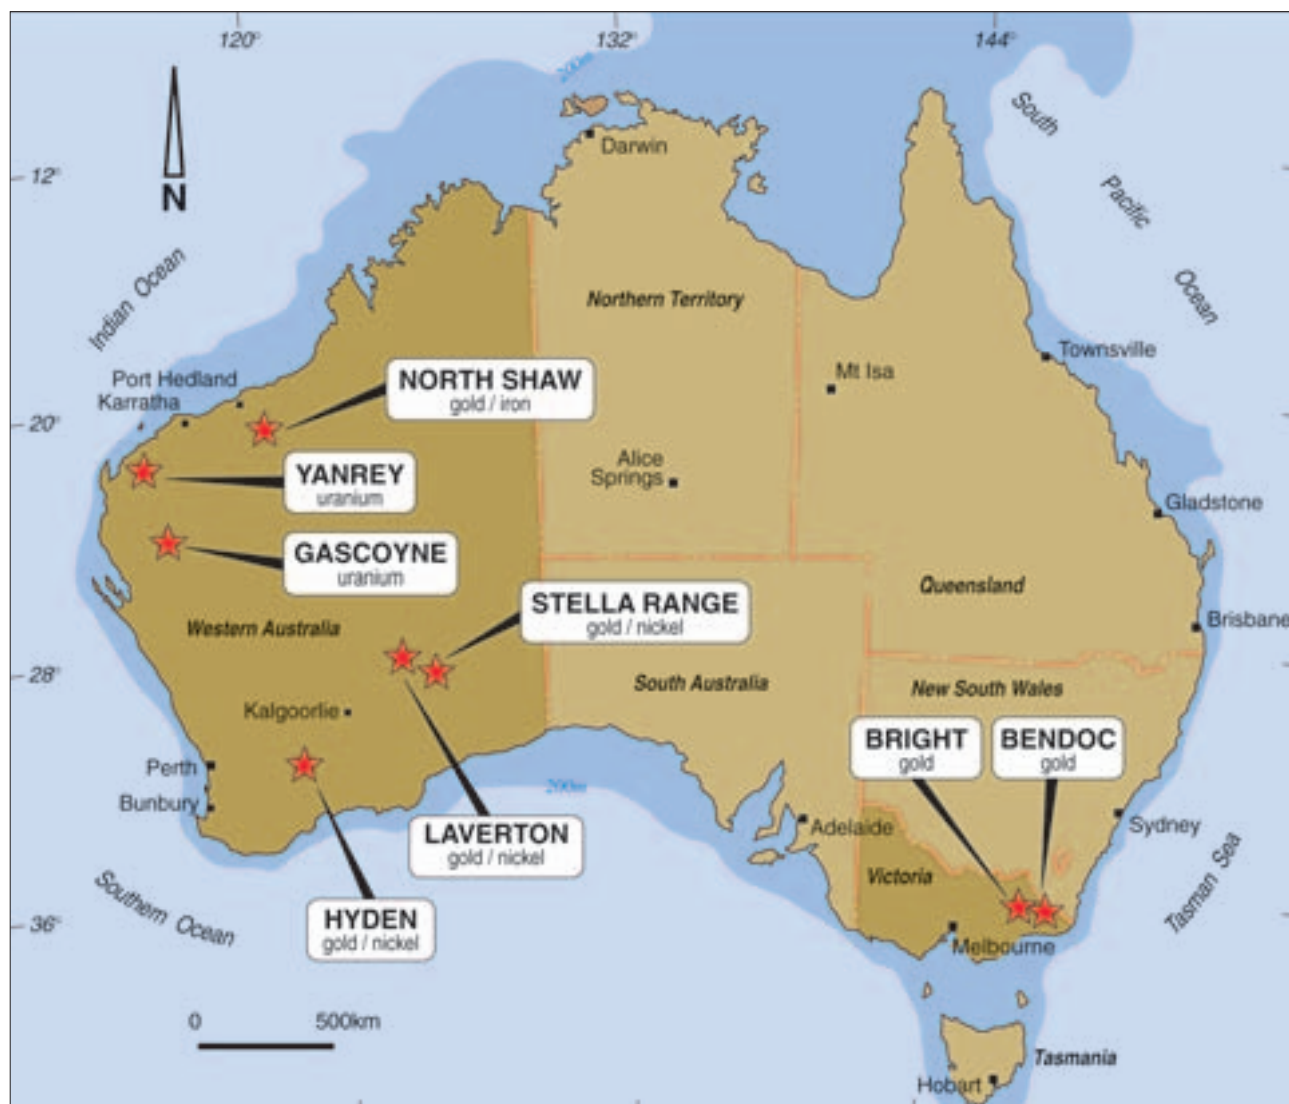 120°
132°
144°
200m
South
Pacific
Ocean
Darwin
12°
N
Indian Ocean
Northern Territory
Townsville
Mt Isa
Port Hedland
Karratha
NORTH SHAW
gold / iron
20°
Alice
Springs
YANREY
uranium
Gladstone
GASCOYNE
uranium
Queensland
STELLA RANGE
gold / nickel
Brisbane
Western Australia
28°
South Australia
New South Wales
Kalgoorlie
BRIGHT
gold
BENDOC
gold
Perth
Bunbury
200m
Adelaide
Sydney
LAVERTON
gold / nickel
Tasman Sea
Victoria
Southern Ocean
HYDEN
gold / nickel
36°
Melbourne
0
500km
Tasmania
Hobart